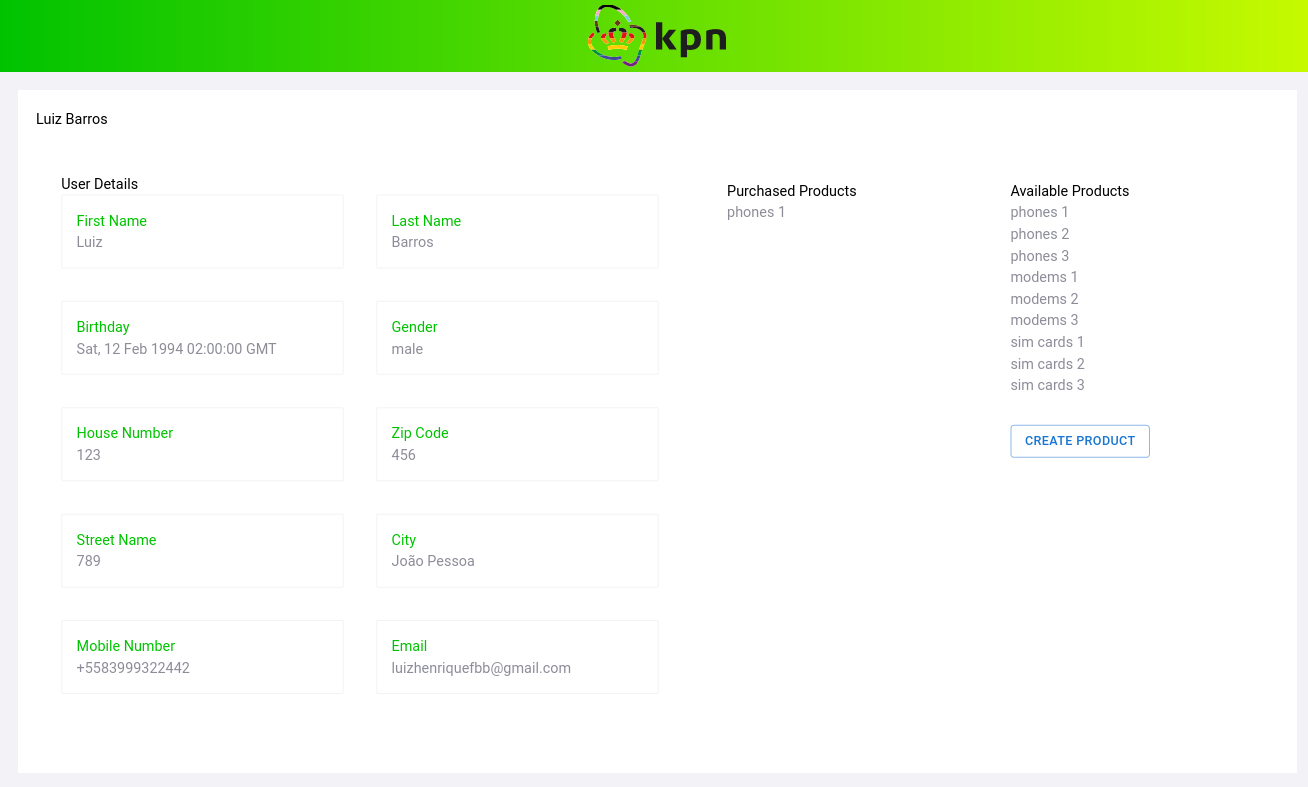 kpn
Luiz Barros
User Details
First Name
Luiz
Last Name
Barros
Birthday
Sat, 12 Feb 1994 02:00:00 GMT
Gender
male
House Number
123
Zip Code
456
Street Name
789
City
João Pessoa
Mobile Number
+5583999322442
Email
luizhenriquefbb@gmail.com
Purchased Products
phones 1
Available Products
phones 1
phones 2
phones 3
modems 1
modems 2
modems 3
sim cards 1
sim cards 2
sim cards 3
CREATE PRODUCT